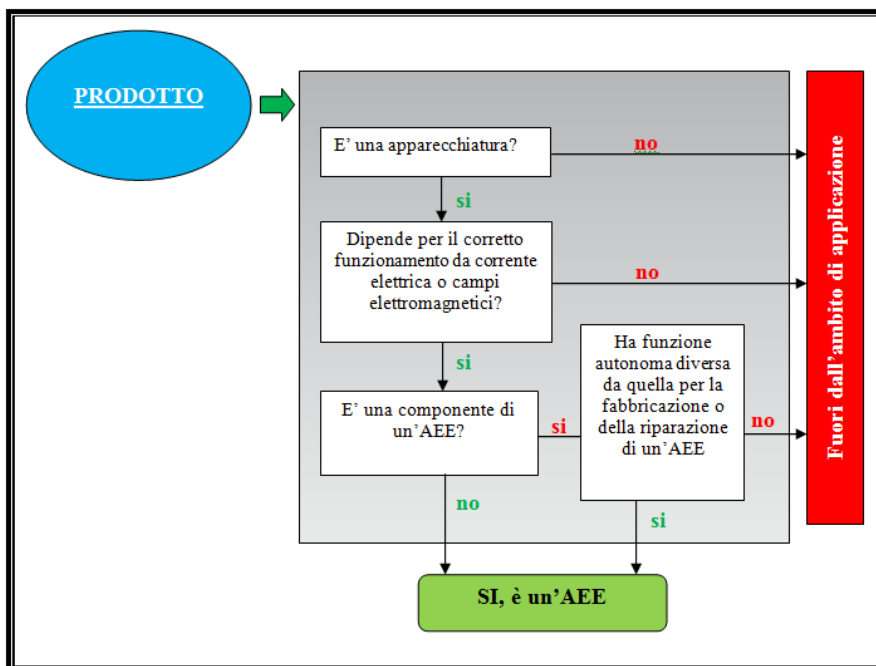 PRODOTTO
E’ una apparecchiatura?
no
si
Dipende per il corretto
funzionamento da corrente
elettrica o campi
elettromagnetici?
no
si
E’ una componente di
un’AEE?
si
Ha funzione
autonoma diversa
da quella per la
fabbricazione o
della riparazione
di un’AEE
no
no
si
SI, è un’AEE
Fuori dall’ambito di applicazione